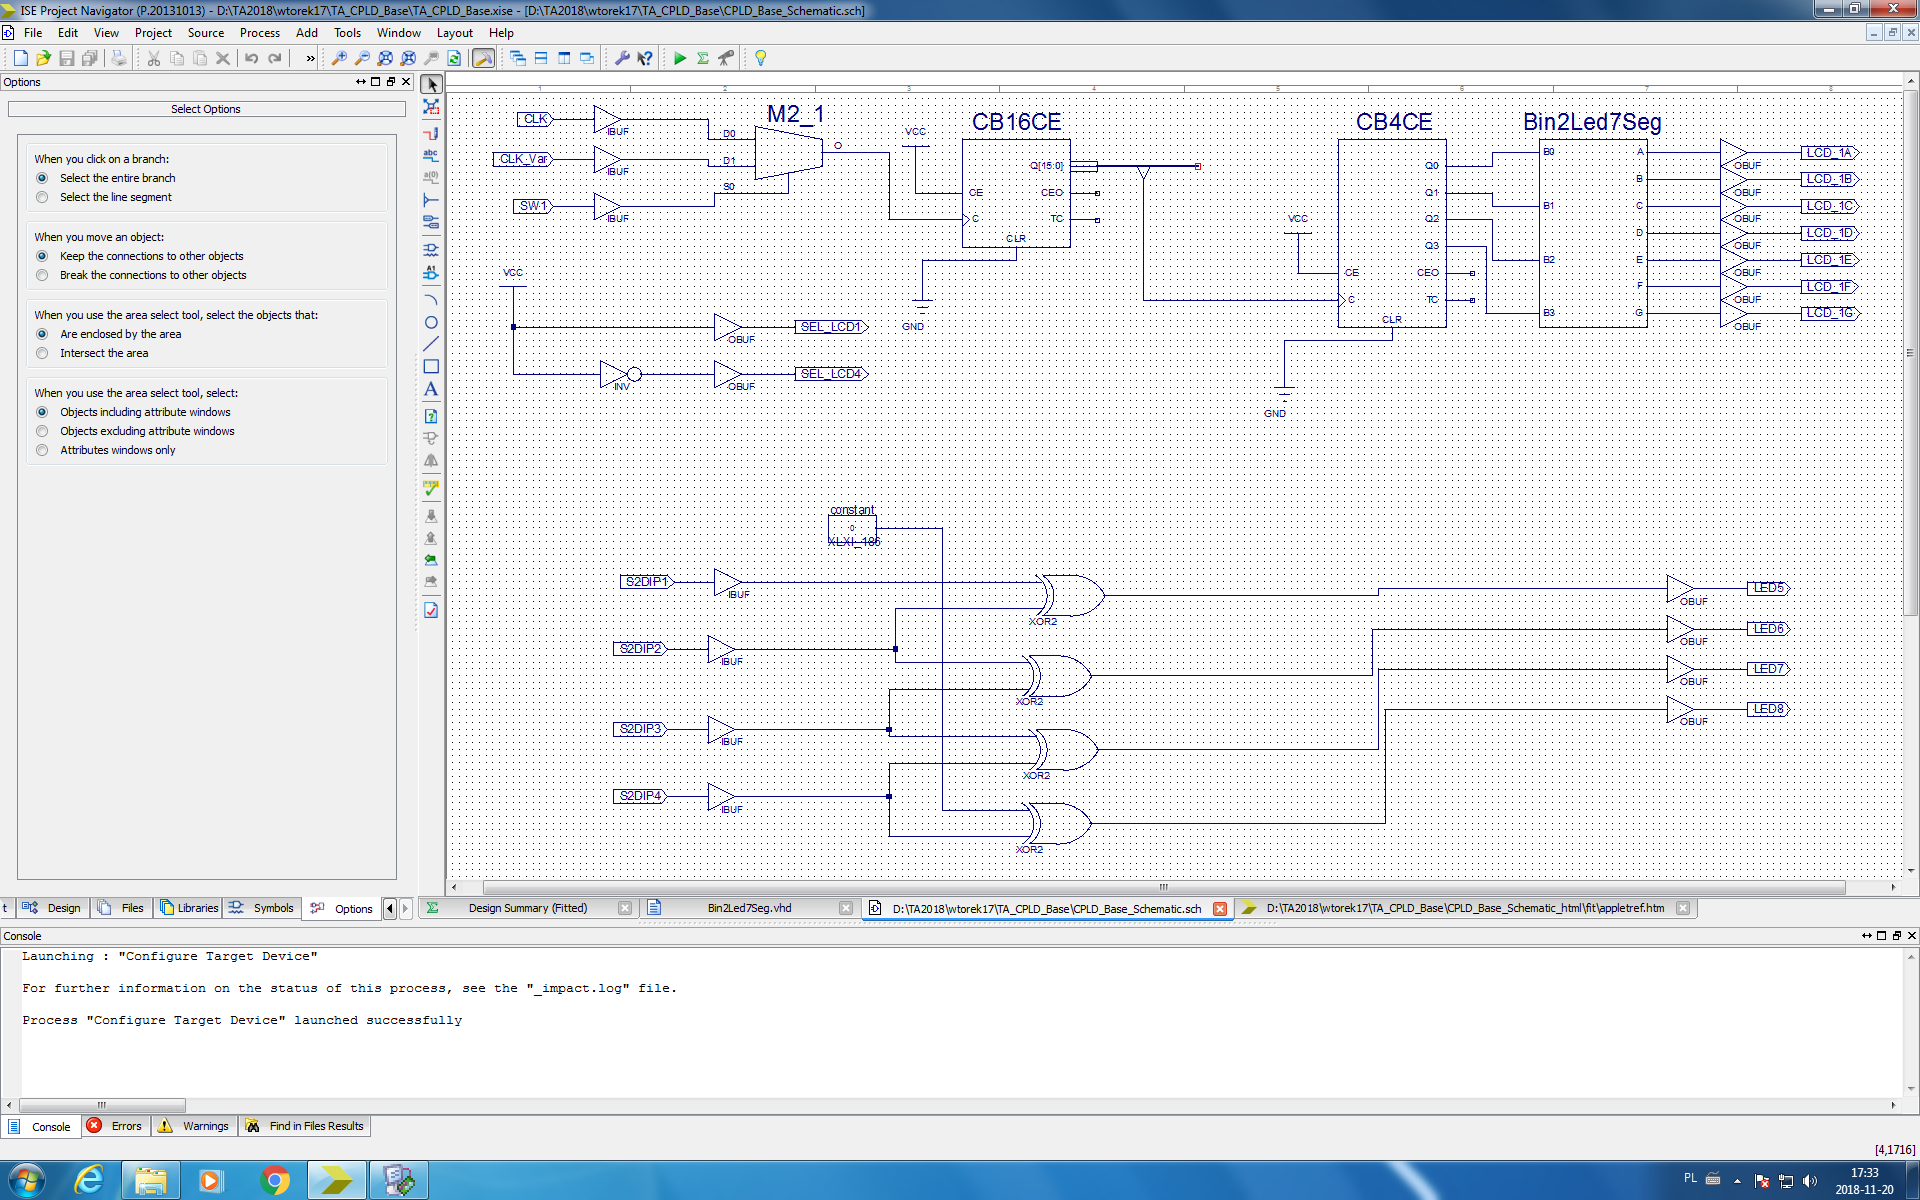 ISE Project Navigator (P.20131013) - D:\TA2018\wtorek17\TA_CPLD_Base\TA_CPLD_Base.xise - [D:\TA2018\wtorek17\TA_CPLD_Base\CPLD_Base_Schematic.sch]
File Edit View Project Source Process Add Tools Window Layout Help
Options
Select Options
When you click on a branch:
Select the entire branch
Select the line segment
When you move an object:
Keep the connections to other objects
Break the connections to other objects
When you use the area select tool, select the objects that:
Are enclosed by the area
Intersect the area
When you use the area select tool, select:
Objects including attribute windows
Objects excluding attribute windows
Attributes windows only
1 2 3 4 5 6 7 8
M2_1 CB16CE CB4CE Bin2Led7Seg
CLK IBUF D0 O VCC
CLK_Var IBUF D1
SW1 IBUF S0
Q[15:0] CEO TC CE C CLR
GND
VCC
OBUF SEL_LCD1
INV OBUF SEL_LCD4
VCC
Q0 Q1 Q2 Q3 CEO TC CE C CLR
GND
B0 B1 B2 B3 A B C D E F G
OBUF LCD_1A
OBUF LCD_1B
OBUF LCD_1C
OBUF LCD_1D
OBUF LCD_1E
OBUF LCD_1F
OBUF LCD_1G
constant
0
XLXI_186
S2DIP1 IBUF XOR2 OBUF LED5
S2DIP2 IBUF XOR2 OBUF LED6
S2DIP3 IBUF XOR2 OBUF LED7
S2DIP4 IBUF XOR2 OBUF LED8
t Design Files Libraries Symbols Options
Design Summary (Fitted) Bin2Led7Seg.vhd D:\TA2018\wtorek17\TA_CPLD_Base\CPLD_Base_Schematic.sch D:\TA2018\wtorek17\TA_CPLD_Base\CPLD_Base_Schematic_html\fit\appletref.htm
Console
Launching : "Configure Target Device"
For further information on the status of this process, see the "_impact.log" file.
Process "Configure Target Device" launched successfully
Console Errors Warnings Find in Files Results
[4,1716]
PL 17:33
2018-11-20